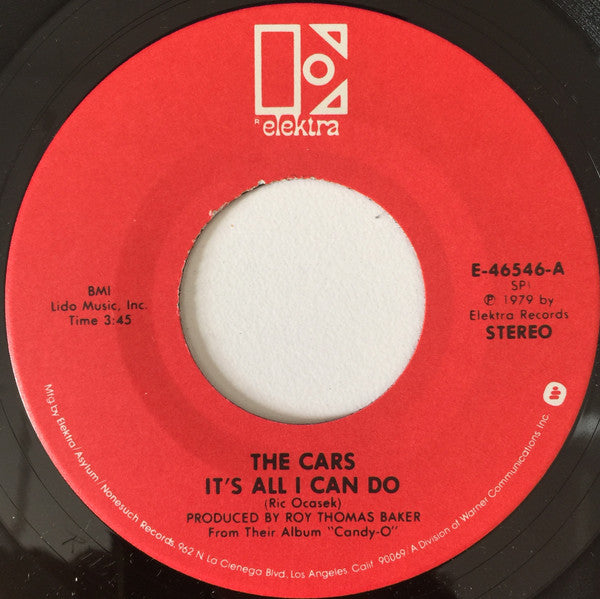 R elektra
BMI
Lido Music, Inc.
Time 3:45
E-46546-A
SP
℗ 1979 by
Elektra Records
STEREO
THE CARS
IT'S ALL I CAN DO
(Ric Ocasek)
PRODUCED BY ROY THOMAS BAKER
From Their Album "Candy-O"
Mfg by Elektra/Asylum/Nonesuch Records, 962 N. La Cienega Blvd., Los Angeles, Calif. 90069/A Division of Warner Communications Inc.